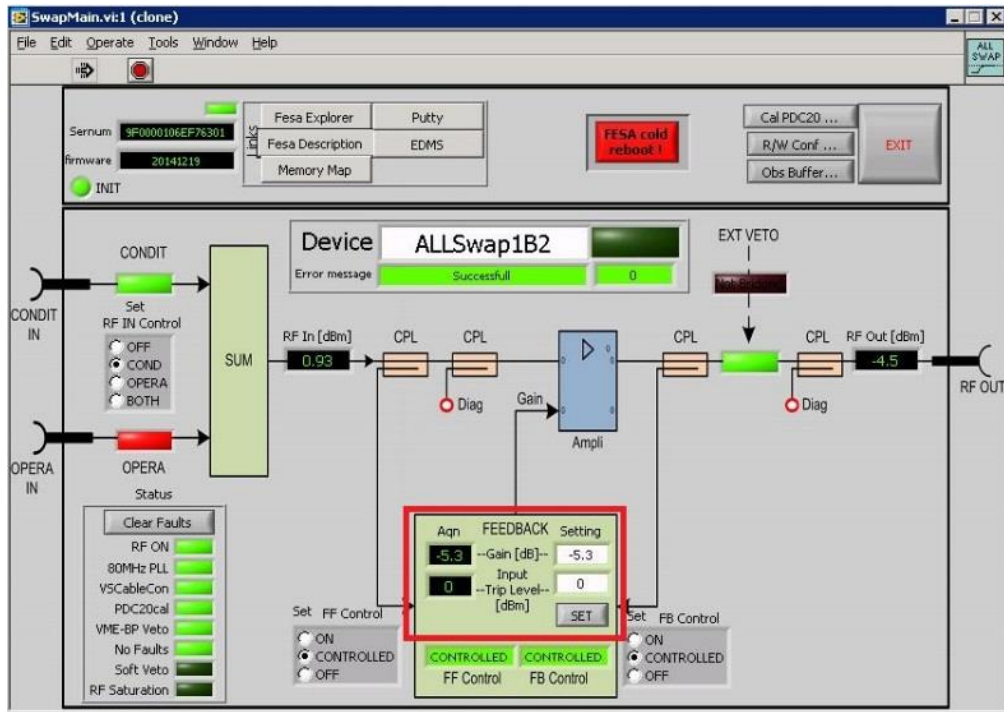 SwapMain.vi:1 (clone)
File Edit Operate Tools Window Help
ALL
SWAP
Sernum 9F0000106EF76301
firmware 20141219
INIT
Links
Fesa Explorer Putty
Fesa Description EDMS
Memory Map
FESA cold
reboot !
Cal PDC20 ...
R/W Conf ...
Obs Buffer...
EXIT
Device ALLSwap1B2
Error message Successfull 0
EXT VETO
CONDIT
CONDIT
IN
Set
RF IN Control
OFF
COND
OPERA
BOTH
SUM
RF In [dBm]
0.93
CPL CPL
Diag
Gain
Ampli
CPL
CPL
Diag
RF Out [dBm]
-4.5
RF OUT
OPERA
IN
OPERA
Status
Clear Faults
RF ON
80MHz PLL
VSCableCon
PDC20cal
VME-BP Veto
No Faults
Soft Veto
RF Saturation
Aqn FEEDBACK Setting
-5.3 --Gain [dB]-- -5.3
Input
0 --Trip Level-- 0
[dBm]
SET
Set FF Control
ON
CONTROLLED
OFF
CONTROLLED CONTROLLED
FF Control FB Control
Set FB Control
ON
CONTROLLED
OFF